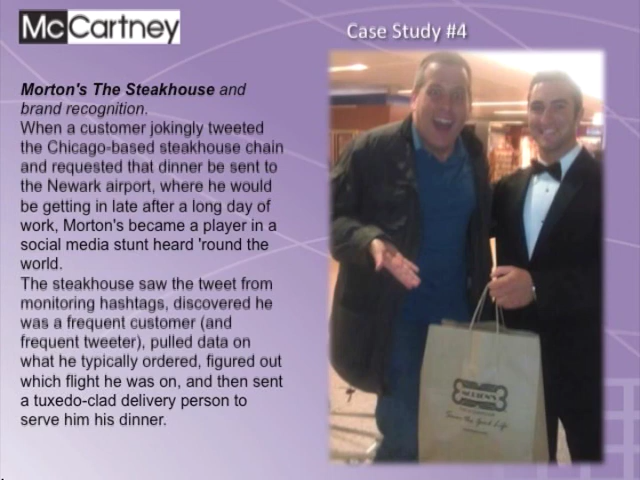 McCartney
Case Study #4
Morton's The Steakhouse and
brand recognition.
When a customer jokingly tweeted
the Chicago-based steakhouse chain
and requested that dinner be sent to
the Newark airport, where he would
be getting in late after a long day of
work, Morton's became a player in a
social media stunt heard 'round the
world.
The steakhouse saw the tweet from
monitoring hashtags, discovered he
was a frequent customer (and
frequent tweeter), pulled data on
what he typically ordered, figured out
which flight he was on, and then sent
a tuxedo-clad delivery person to
serve him his dinner.
MORTON'S